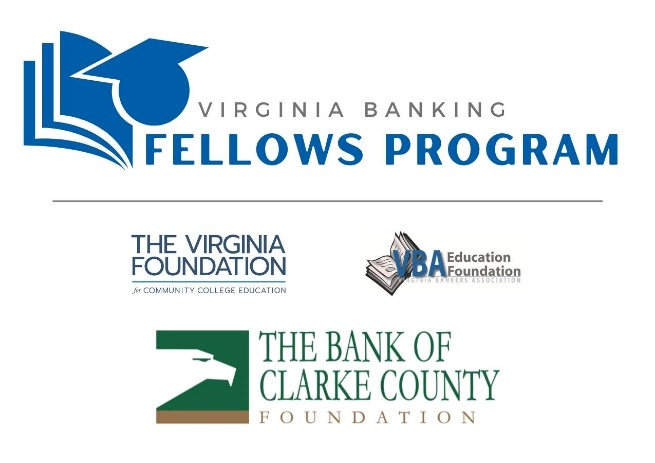 VIRGINIA BANKING
FELLOWS PROGRAM
THE VIRGINIA
FOUNDATION
for COMMUNITY COLLEGE EDUCATION
VBA Education
Foundation
VIRGINIA BANKERS ASSOCIATION
THE BANK OF
CLARKE COUNTY
FOUNDATION